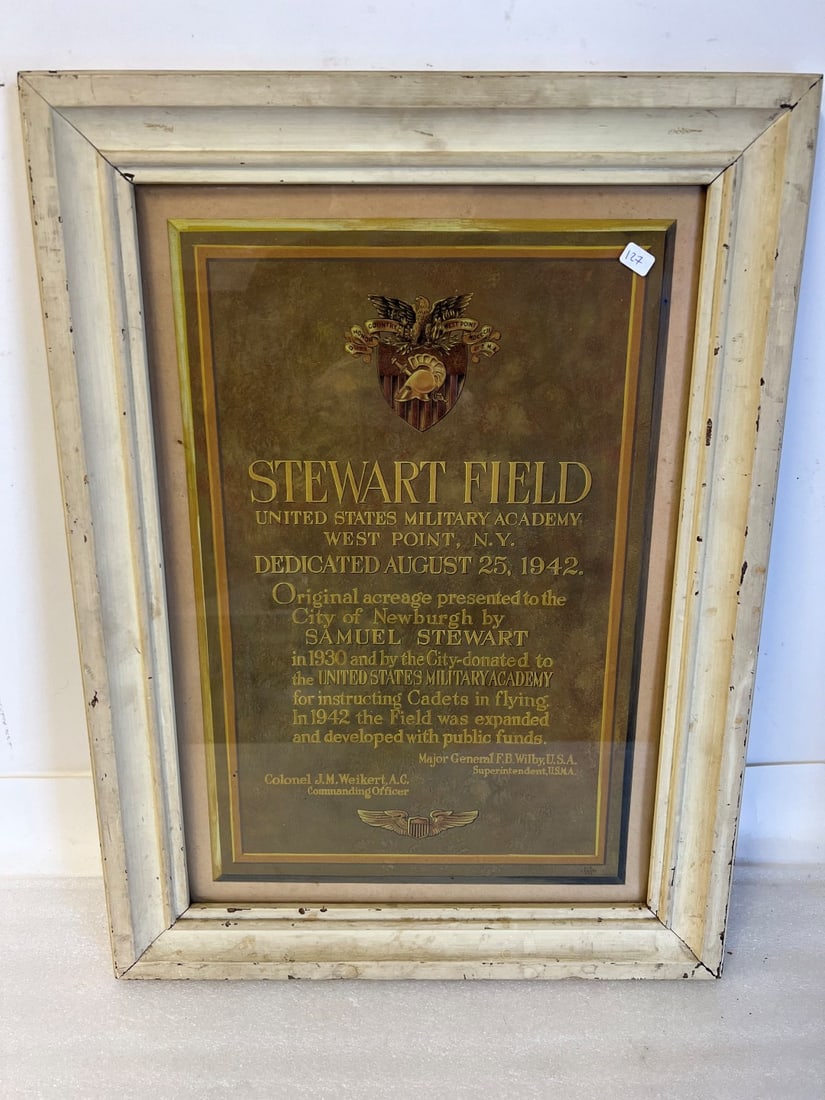 127
DUTY HONOR COUNTRY WEST POINT
STEWART FIELD
UNITED STATES MILITARY ACADEMY
WEST POINT, N.Y.
DEDICATED AUGUST 25, 1942.
Original acreage presented to the
City of Newburgh by
SAMUEL STEWART
in 1930 and by the City donated to
the UNITED STATES MILITARY ACADEMY
for instructing Cadets in flying.
In 1942 the Field was expanded
and developed with public funds.
Major General F.B. Wilby, U.S.A.
Superintendent, U.S.M.A.
Colonel J.M. Weikert, A.C.
Commanding Officer